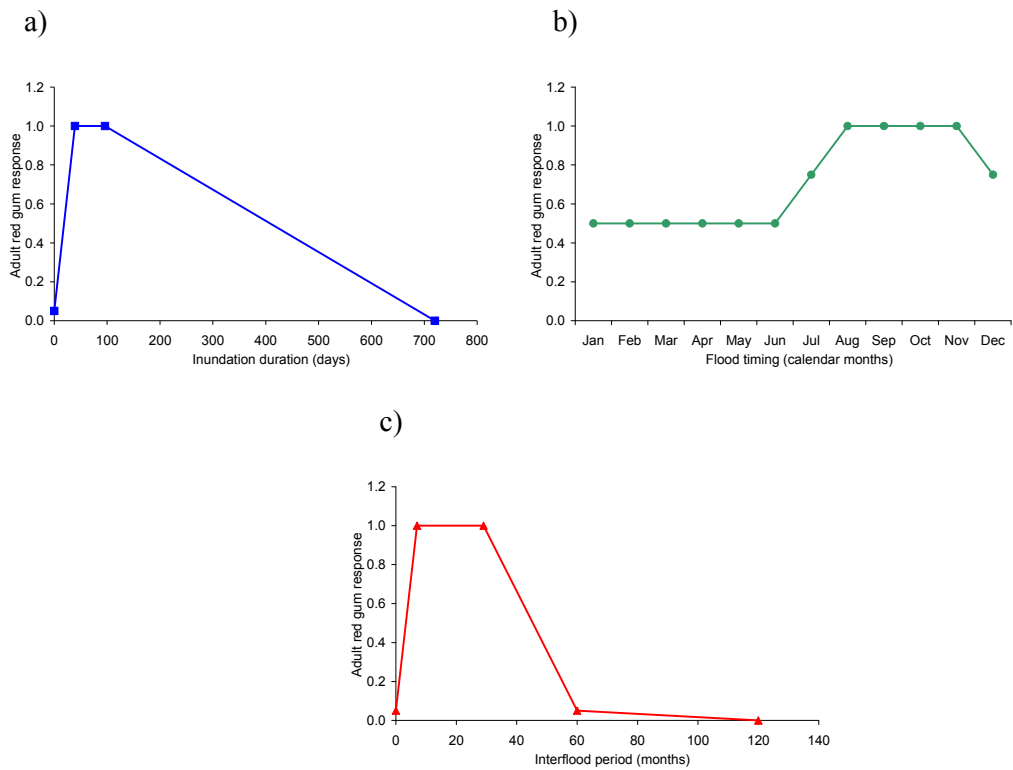 a)
Adult red gum response
1.2
1.0
0.8
0.6
0.4
0.2
0.0
0 100 200 300 400 500 600 700 800
Inundation duration (days)
b)
Adult red gum response
1.2
1.0
0.8
0.6
0.4
0.2
0.0
Jan Feb Mar Apr May Jun Jul Aug Sep Oct Nov Dec
Flood timing (calendar months)
c)
Adult red gum response
1.2
1.0
0.8
0.6
0.4
0.2
0.0
0 20 40 60 80 100 120 140
Interflood period (months)